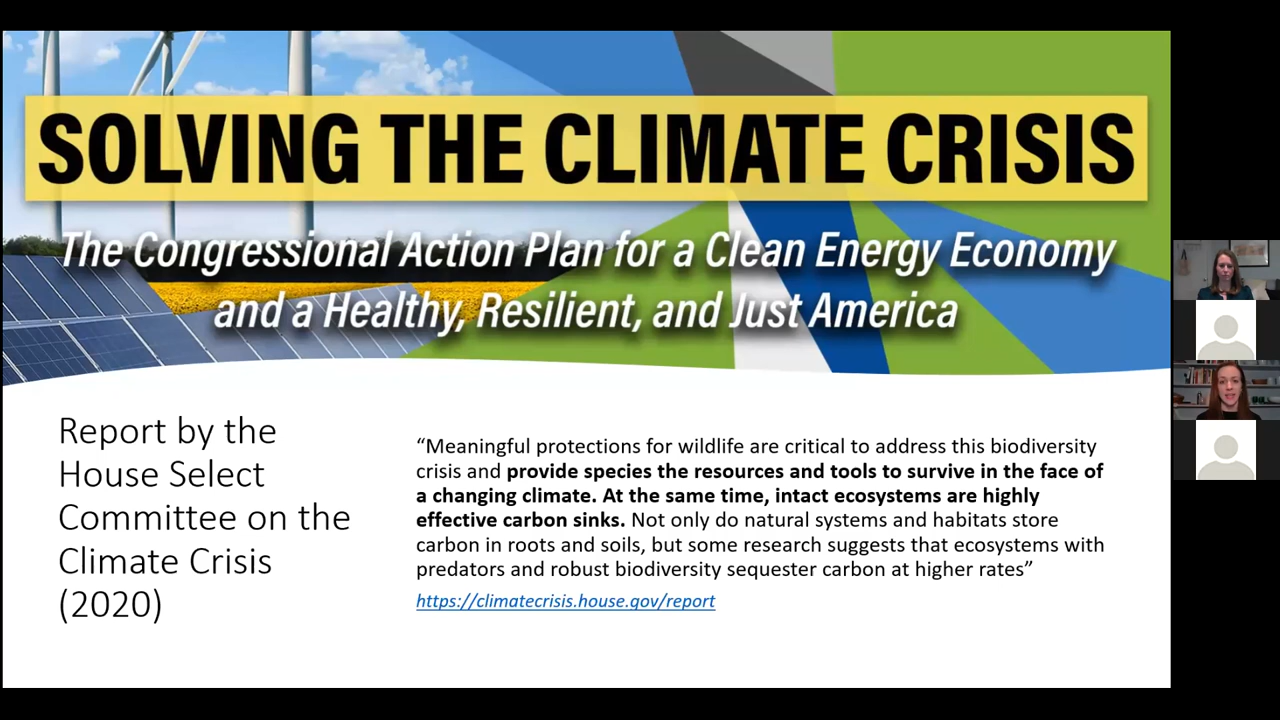 SOLVING THE CLIMATE CRISIS
The Congressional Action Plan for a Clean Energy Economy
and a Healthy, Resilient, and Just America
Report by the
House Select
Committee on the
Climate Crisis
(2020)
“Meaningful protections for wildlife are critical to address this biodiversity
crisis and provide species the resources and tools to survive in the face of
a changing climate. At the same time, intact ecosystems are highly
effective carbon sinks. Not only do natural systems and habitats store
carbon in roots and soils, but some research suggests that ecosystems with
predators and robust biodiversity sequester carbon at higher rates”
https://climatecrisis.house.gov/report